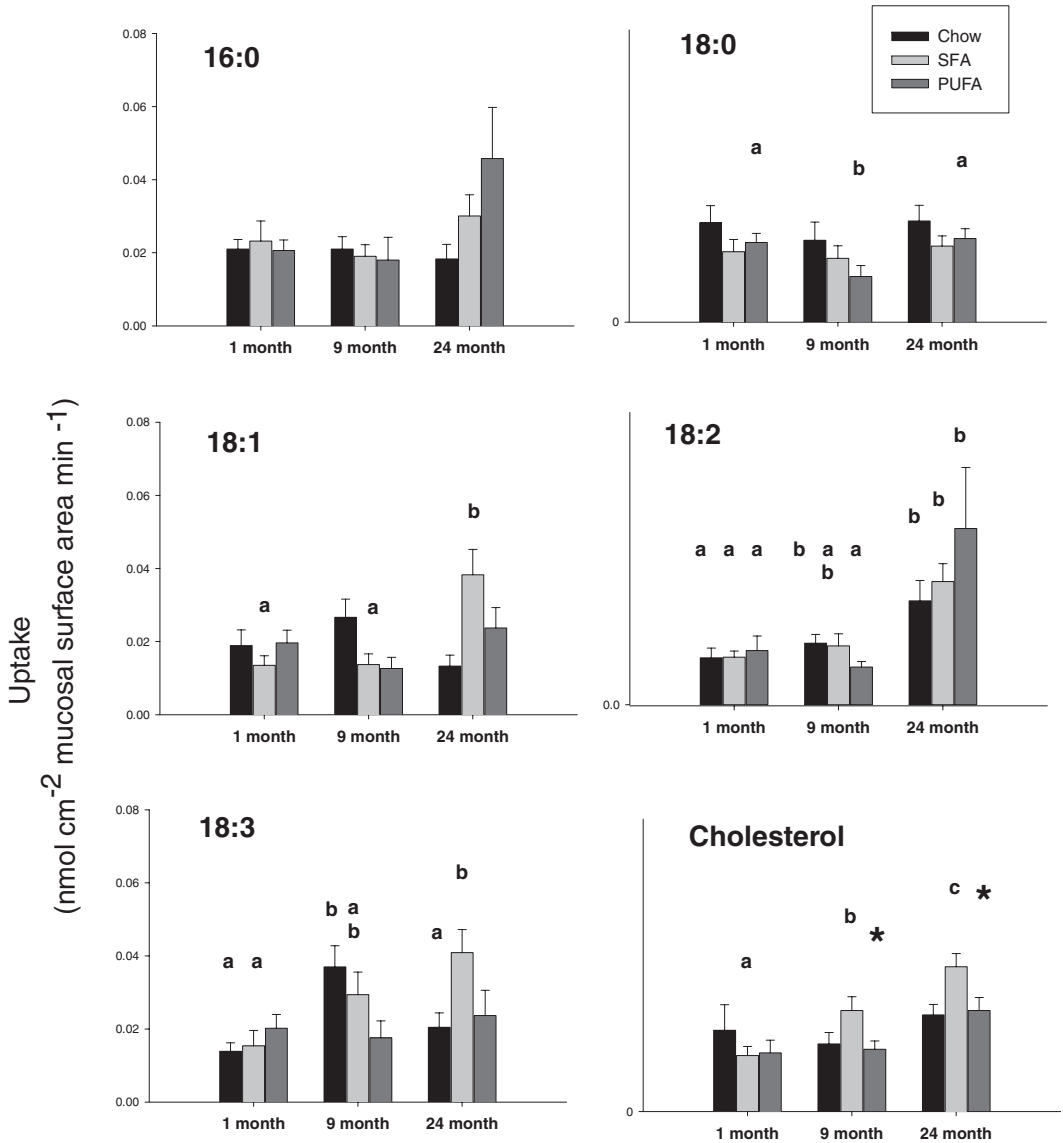 16:0
0.08
0.06
0.04
0.02
0.00
1 month 9 month 24 month
18:0
Chow
SFA
PUFA
a b a
0
1 month 9 month 24 month
Uptake
(nmol cm-2 mucosal surface area min -1)
18:1
0.08
0.06
0.04
0.02
0.00
a a b
1 month 9 month 24 month
18:2
b
b
b
a a a b a a
b
0.0
1 month 9 month 24 month
18:3
0.08
0.06
0.04
0.02
0.00
b
a
b
b
a a a
1 month 9 month 24 month
Cholesterol
c *
b *
a
0
1 month 9 month 24 month